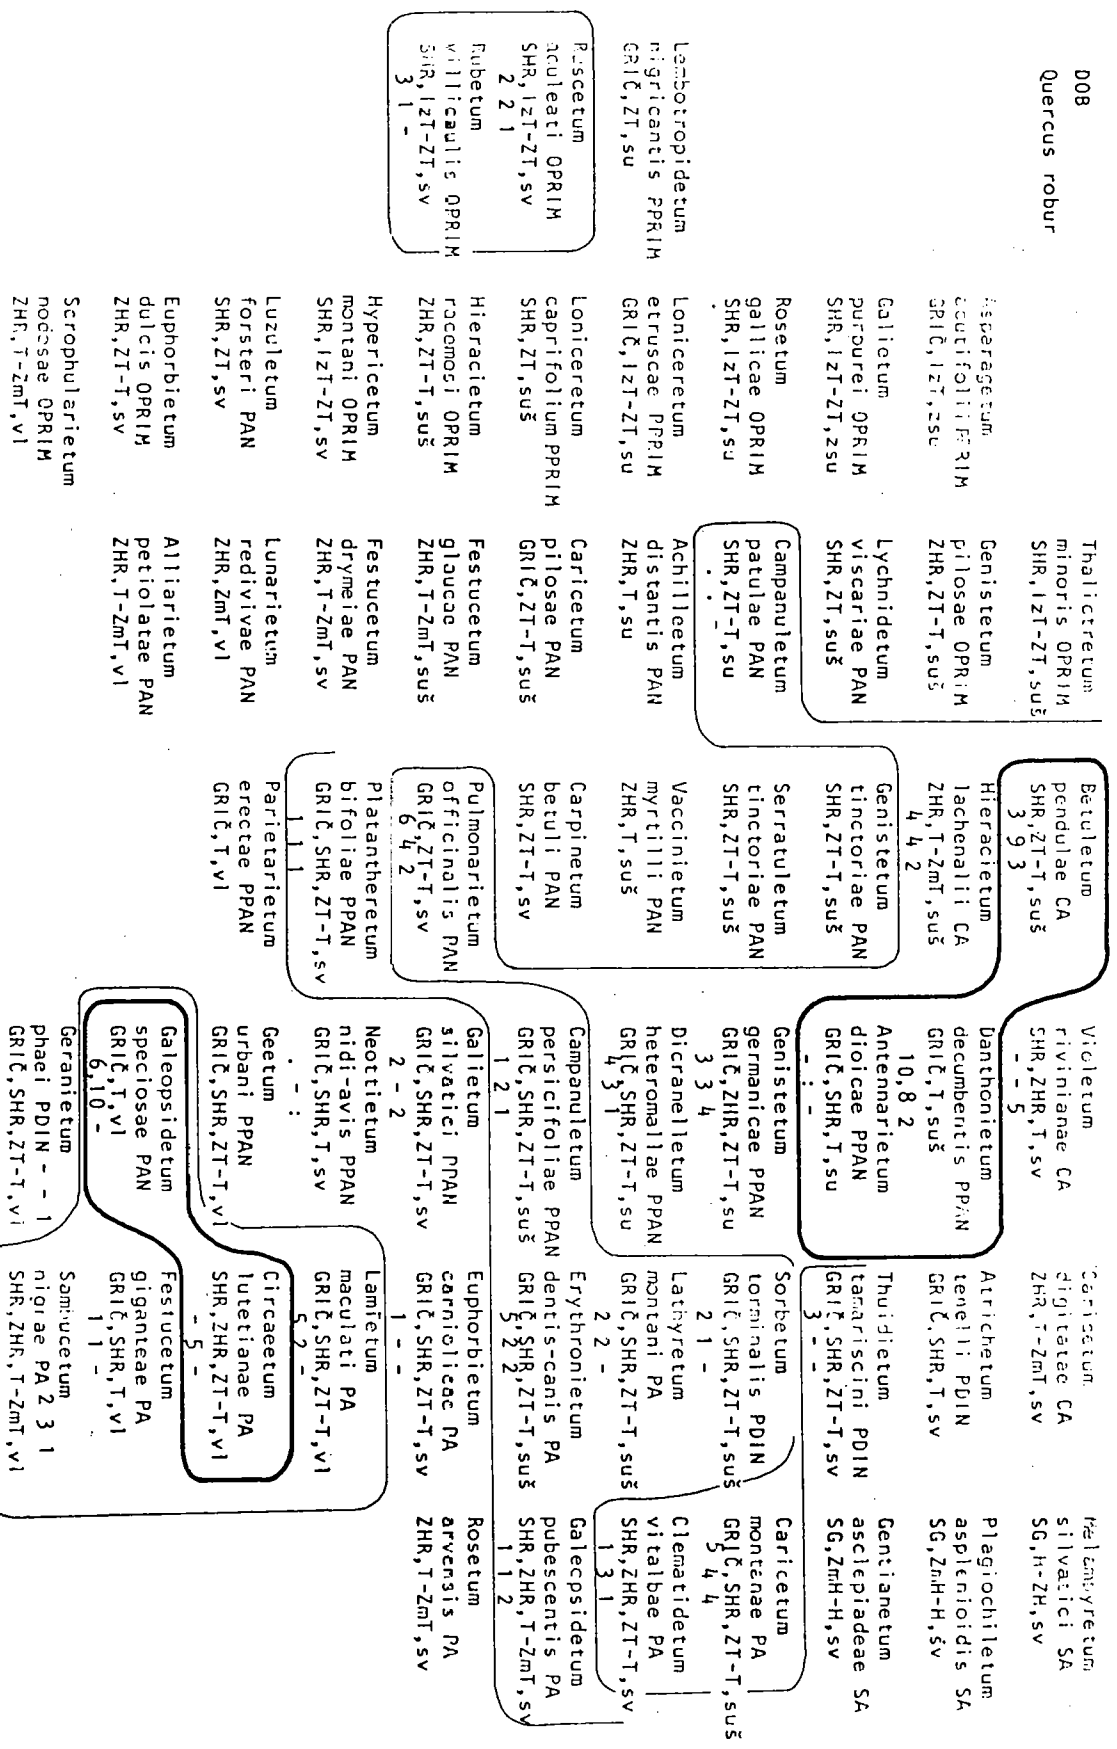 DOB
Quercus robur
Lembotropidetum
nigricantis PPRIM
GRIČ,ZT,su
Ruscetum
aculeati OPRIM
SHR,IzT-ZT,sv
2 2 1
Rubetum
villicaulis OPRIM
SHR,IzT-ZT,sv
3 1 -
Asparagetum
acutifolii PPRIM
GRIČ,IzT,zsu
Galietum
purpurei OPRIM
SHR,IzT-ZT,zsu
Rosetum
gallicae OPRIM
SHR,IzT-ZT,su
Loniceretum
etruscae PPRIM
GRIČ,IzT-ZT,su
Loniceretum
caprifolium PPRIM
SHR,ZT,suš
Hieracietum
racemosi OPRIM
ZHR,ZT-T,suš
Hypericetum
montani OPRIM
SHR,IzT-ZT,sv
Luzuletum
forsteri PAN
SHR,ZT,sv
Euphorbietum
dulcis OPRIM
ZHR,ZT-T,sv
Scrophularietum
nodosae OPRIM
ZHR,T-ZmT,vl
Thalictretum
minoris OPRIM
SHR,IzT-ZT,suš
Genistetum
pilosae OPRIM
ZHR,ZT-T,suš
Lychnidetum
viscariae PAN
SHR,ZT,suš
Campanuletum
patulae PAN
SHR,ZT-T,su
. . -
Achilleetum
distantis PAN
ZHR,T,su
Caricetum
pilosae PAN
GRIČ,ZT-T,suš
Festucetum
glaucae PAN
ZHR,T-ZmT,suš
Festucetum
drymeiae PAN
ZHR,T-ZmT,sv
Lunarietum
redivivae PAN
ZHR,ZmT,vl
Alliarietum
petiolatae PAN
ZHR,T-ZmT,vl
Betuletum
pendulae CA
SHR,ZT-T,suš
3 9 3
Hieracietum
lachenalii CA
ZHR,T-ZmT,suš
4 4 2
Genistetum
tinctoriae PAN
SHR,ZT-T,suš
Serratuletum
tinctoriae PAN
SHR,ZT-T,suš
Vaccinietum
myrtilli PAN
ZHR,T,suš
Carpinetum
betuli PAN
SHR,ZT-T,sv
Pulmonarietum
officinalis PAN
GRIČ,ZT-T,sv
6 4 2
Platantheretum
bifoliae PPAN
GRIČ,SHR,ZT-T,sv
1 1 1
Parietarietum
erectae PPAN
GRIČ,T,vl
Violetum
rivinianae CA
SHR,ZHR,T,sv
- - 5
Danthonietum
decumbentis PPAN
GRIČ,T,suš
10,8 2
Antennarietum
dioicae PPAN
GRIČ,SHR,T,su
- : -
Genistetum
germanicae PPAN
GRIČ,ZHR,ZT-T,su
3 3 4
Dicranelletum
heteromallae PPAN
GRIČ,SHR,ZT-T,su
4 3 1
Campanuletum
persicifoliae PPAN
GRIČ,SHR,ZT-T,suš
1 2 1
Galietum
silvatici PPAN
GRIČ,SHR,ZT-T,sv
2 - 2
Neottietum
nidi-avis PPAN
GRIČ,SHR,T,sv
. - :
Geetum
urbani PPAN
GRIČ,SHR,ZT-T,vl
Galeopsidetum
speciosae PAN
GRIČ,T,vl
6,10 -
Geranietum
phaei PDIN - - 1
GRIČ,SHR,ZT-T,vl
Caricetum
digitatae CA
ZHR,T-ZmT,sv
Atrichetum
tenelli PDIN
GRIČ,SHR,T,sv
Thuidietum
tamariscini PDIN
GRIČ,SHR,ZT-T,sv
3 - -
Sorbetum
torminalis PDIN
GRIČ,SHR,ZT-T,suš
2 1 -
Lathyretum
montani PA
GRIČ,SHR,ZT-T,suš
2 2 -
Erythronietum
dentis-canis PA
GRIČ,SHR,ZT-T,suš
5 2 2
Euphorbietum
carniolicae PA
GRIČ,SHR,ZT-T,sv
1 - -
Lamietum
maculati PA
GRIČ,SHR,ZT-T,vl
5 2 -
Circaeetum
lutetianae PA
SHR,ZHR,ZT-T,vl
- 5 -
Festucetum
giganteae PA
GRIČ,SHR,T,vl
1 1 -
Sambucetum
nigrae PA 2 3 1
SHR,ZHR,T-ZmT,vl
Melampyretum
silvatici SA
SG,H-ZH,sv
Plagiochiletum
asplenioidis SA
SG,ZmH-H,sv
Gentianetum
asclepiadeae SA
SG,ZmH-H,sv
Caricetum
montanae PA
GRIČ,SHR,ZT-T,suš
5 4 4
Clematidetum
vitalbae PA
SHR,ZHR,ZT-T,sv
1 3 1
Galeopsidetum
pubescentis PA
SHR,ZHR,T-ZmT,sv
1 1 2
Rosetum
arvensis PA
ZHR,T-ZmT,sv